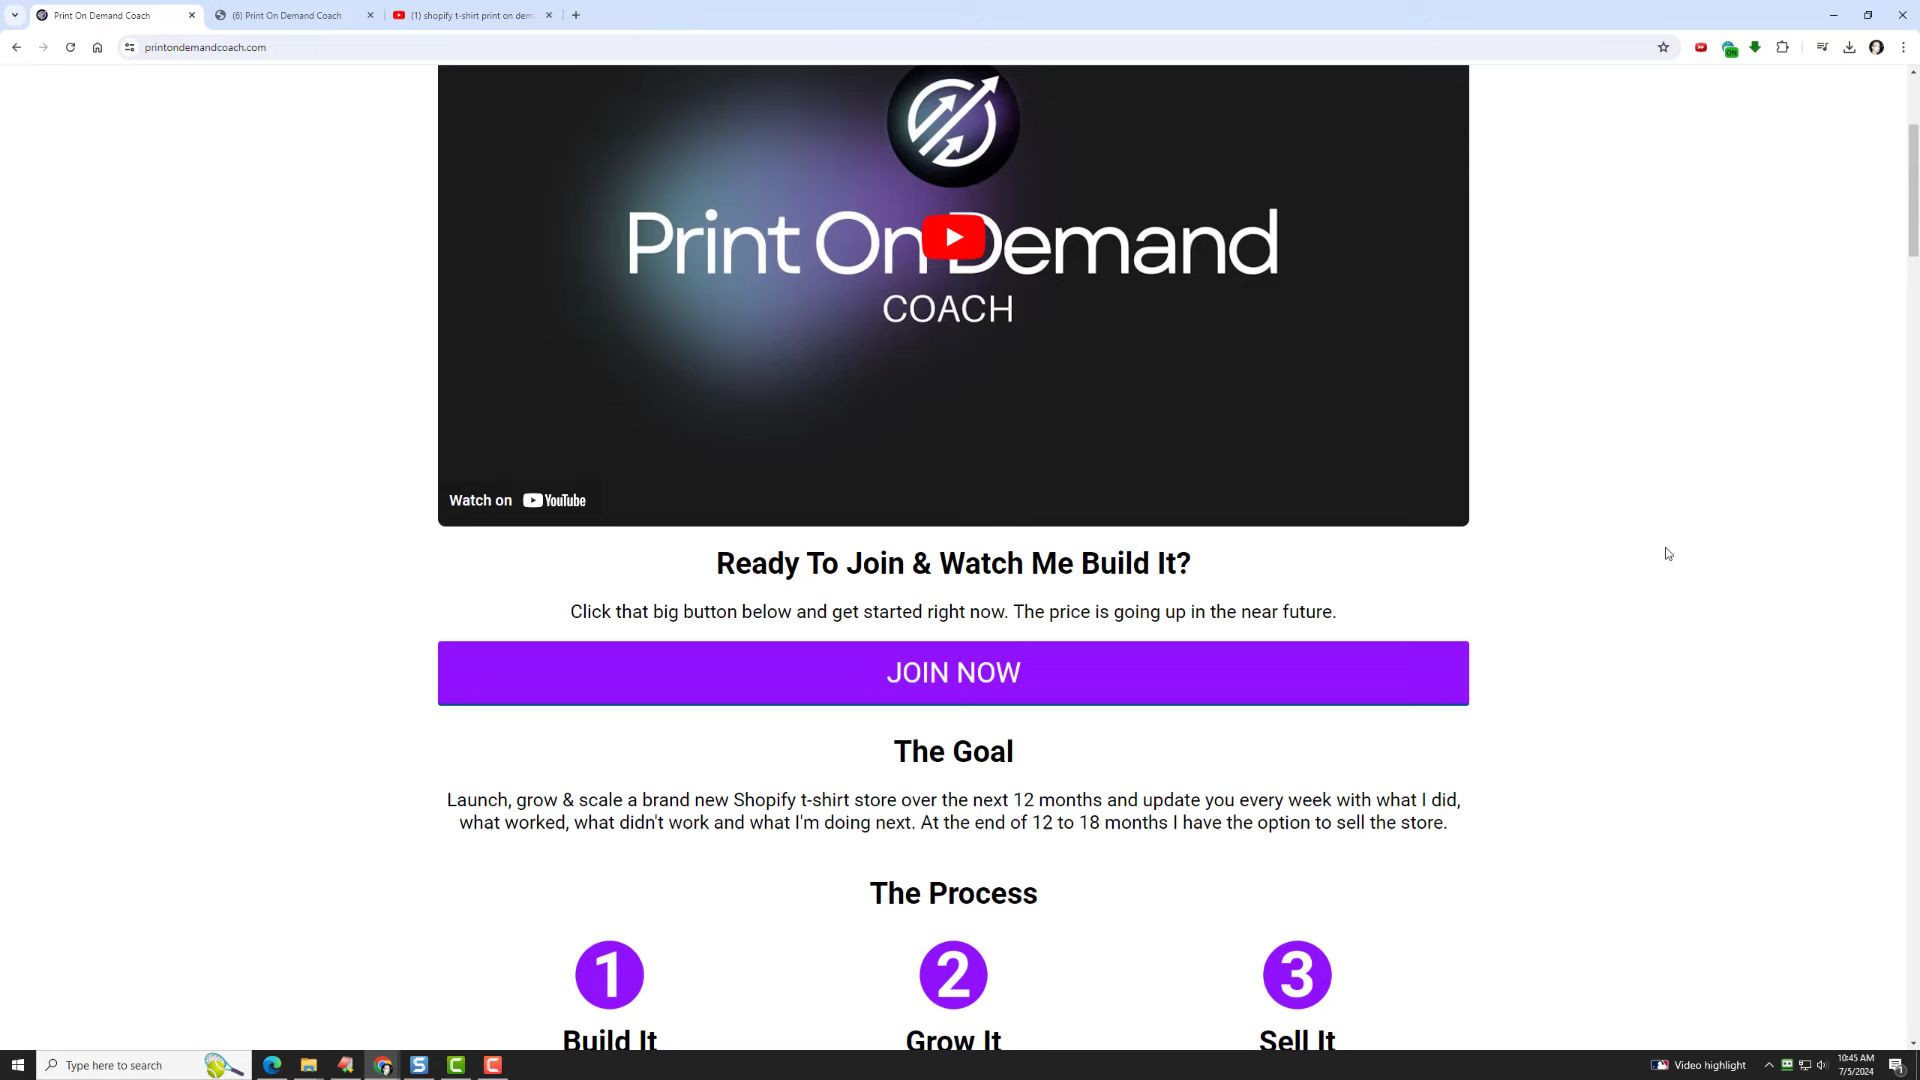 Print On Demand Coach
(6) Print On Demand Coach
(1) shopify t-shirt print on dem
printondemandcoach.com
ON
Print On Demand
COACH
Watch on YouTube
Ready To Join & Watch Me Build It?
Click that big button below and get started right now. The price is going up in the near future.
JOIN NOW
The Goal
Launch, grow & scale a brand new Shopify t-shirt store over the next 12 months and update you every week with what I did,
what worked, what didn't work and what I'm doing next. At the end of 12 to 18 months I have the option to sell the store.
The Process
1 2 3
Build It Grow It Sell It
Type here to search
S
C
C
Video highlight
10:45 AM
7/5/2024
1